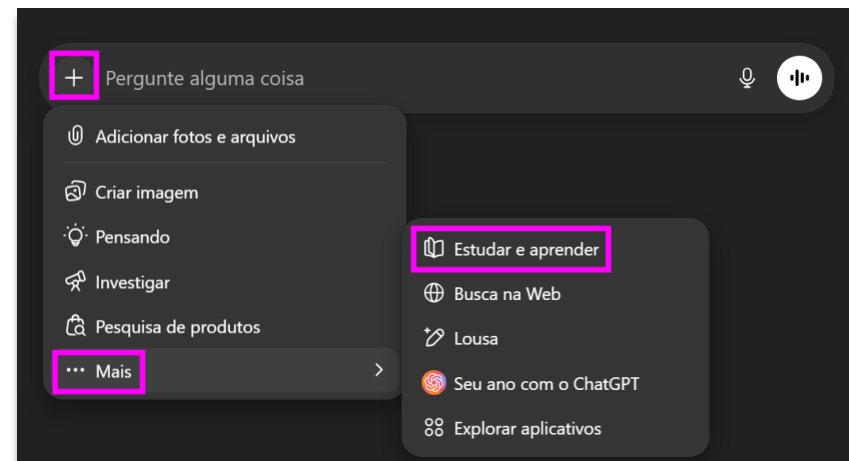 Pergunte alguma coisa
Adicionar fotos e arquivos
Criar imagem
Pensando
Investigar
Pesquisa de produtos
Mais
Estudar e aprender
Busca na Web
Lousa
Seu ano com o ChatGPT
Explorar aplicativos